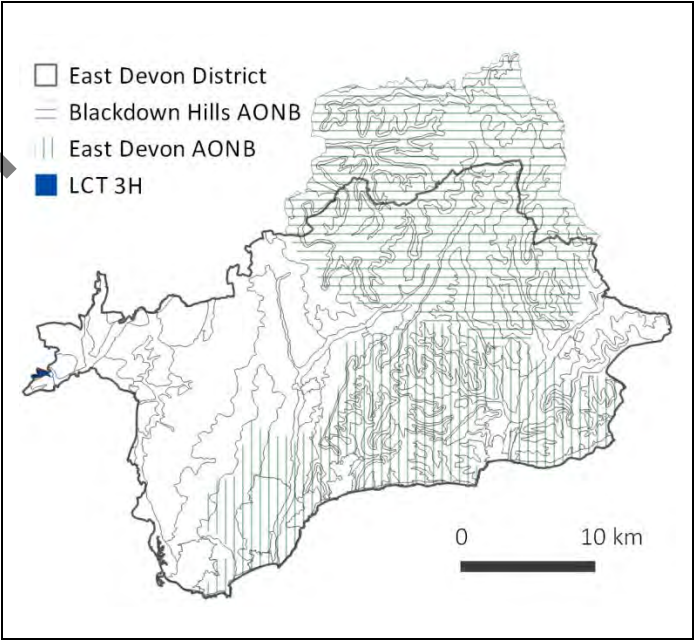 East Devon District
Blackdown Hills AONB
East Devon AONB
LCT 3H
0 10 km